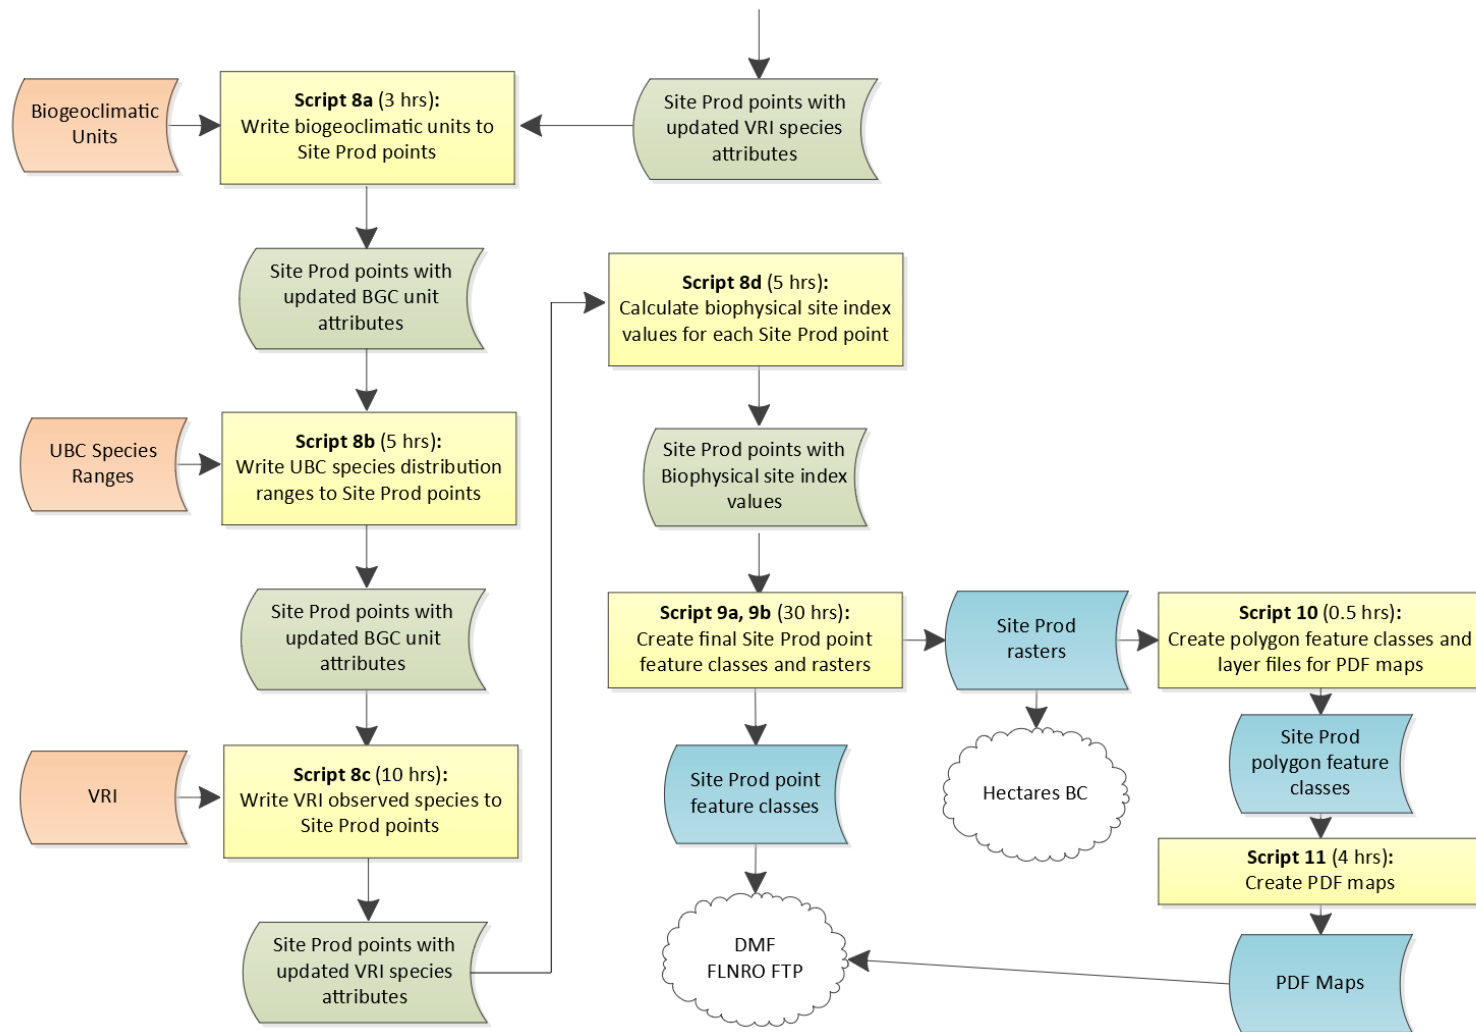 Biogeoclimatic
Units
Script 8a (3 hrs):
Write biogeoclimatic units to
Site Prod points
Site Prod points with
updated VRI species
attributes
Site Prod points with
updated BGC unit
attributes
Script 8d (5 hrs):
Calculate biophysical site index
values for each Site Prod point
UBC Species
Ranges
Script 8b (5 hrs):
Write UBC species distribution
ranges to Site Prod points
Site Prod points with
Biophysical site index
values
Site Prod points with
updated BGC unit
attributes
Script 9a, 9b (30 hrs):
Create final Site Prod point
feature classes and rasters
Site Prod
rasters
Script 10 (0.5 hrs):
Create polygon feature classes and
layer files for PDF maps
VRI
Script 8c (10 hrs):
Write VRI observed species to
Site Prod points
Site Prod point
feature classes
Hectares BC
Site Prod
polygon feature
classes
Script 11 (4 hrs):
Create PDF maps
Site Prod points with
updated VRI species
attributes
DMF
FLNRO FTP
PDF Maps